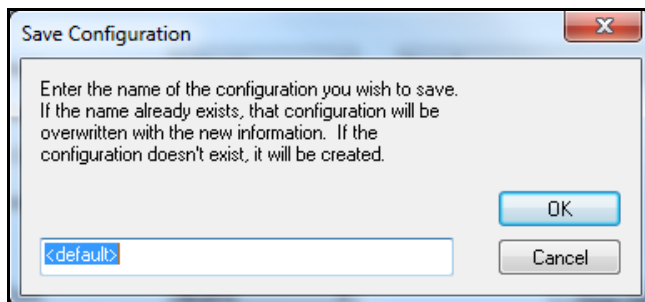 Save Configuration
Enter the name of the configuration you wish to save.
If the name already exists, that configuration will be
overwritten with the new information.  If the
configuration doesn't exist, it will be created.
OK
<default>
Cancel